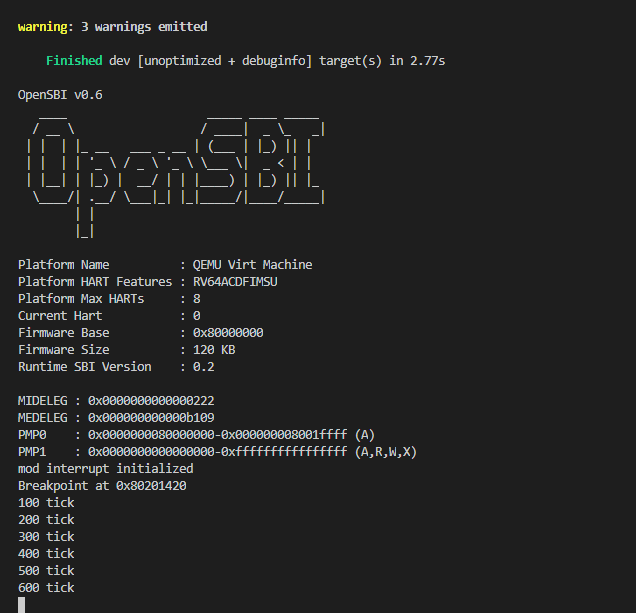 warning: 3 warnings emitted
Finished dev [unoptimized + debuginfo] target(s) in 2.77s
OpenSBI v0.6
OpenSBI
Platform Name : QEMU Virt Machine
Platform HART Features : RV64ACDFIMSU
Platform Max HARTs : 8
Current Hart : 0
Firmware Base : 0x80000000
Firmware Size : 120 KB
Runtime SBI Version : 0.2
MIDELEG : 0x0000000000000222
MEDELEG : 0x000000000000b109
PMP0 : 0x0000000080000000-0x000000008001ffff (A)
PMP1 : 0x0000000000000000-0xffffffffffffffff (A,R,W,X)
mod interrupt initialized
Breakpoint at 0x80201420
100 tick
200 tick
300 tick
400 tick
500 tick
600 tick